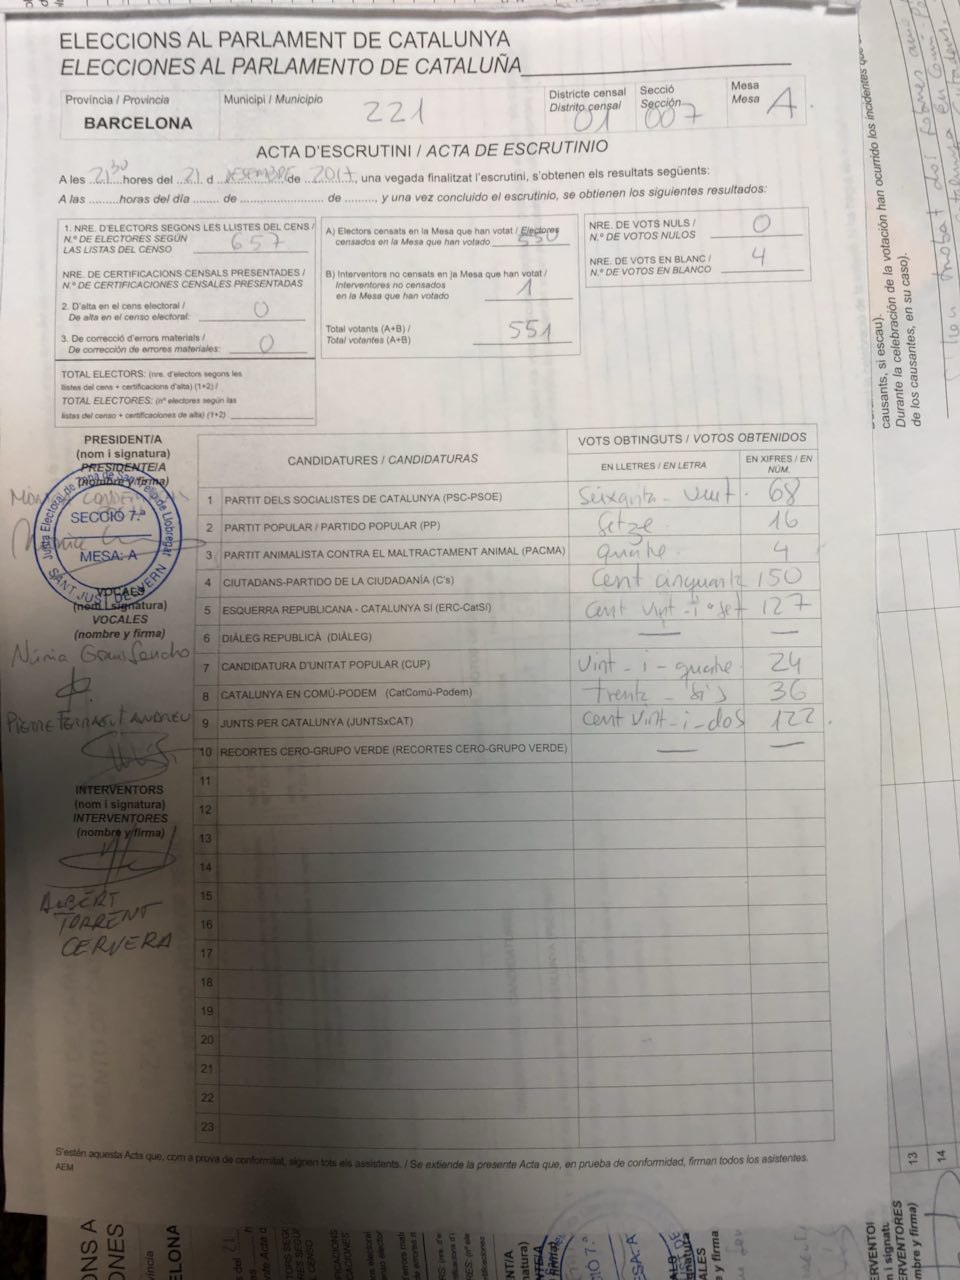 ELECCIONS AL PARLAMENT DE CATALUNYA
ELECCIONES AL PARLAMENTO DE CATALUÑA
Província / Provincia
BARCELONA
Municipi / Municipio
221
Districte censal
Distrito censal
01
Secció
Sección
007
Mesa
Mesa
A.
ACTA D'ESCRUTINI / ACTA DE ESCRUTINIO
A les 21 30 hores del 21 d DESEMBRE de 2017, una vegada finalitzat l'escrutini, s'obtenen els resultats següents:
A las ......... horas del día ........ de .................... de ........, y una vez concluido el escrutinio, se obtienen los siguientes resultados:
1. NRE. D'ELECTORS SEGONS LES LLISTES DEL CENS /
N.º DE ELECTORES SEGÚN
LAS LISTAS DEL CENSO
657
NRE. DE CERTIFICACIONS CENSALS PRESENTADES /
N.º DE CERTIFICACIONES CENSALES PRESENTADAS
2. D'alta en el cens electoral /
De alta en el censo electoral:
0
3. De correcció d'errors materials /
De corrección de errores materiales:
0
TOTAL ELECTORS: (nre. d'electors segons les
llistes del cens + certificacions d'alta) (1+2) /
TOTAL ELECTORES: (nº electores según las
listas del censo + certificaciones de alta) (1+2)
A) Electors censats en la Mesa que han votat / Electores
censados en la Mesa que han votado
550
B) Interventors no censats en la Mesa que han votat /
Interventores no censados
en la Mesa que han votado
1
Total votants (A+B) /
Total votantes (A+B)
551
NRE. DE VOTS NULS /
N.º DE VOTOS NULOS
0
NRE. DE VOTS EN BLANC /
N.º DE VOTOS EN BLANCO
4
PRESIDENT/A
(nom i signatura)
PRESIDENTE/A
(nombre y firma)
Junta Electoral de Zona de Sant Feliu de Llobregat
SECCIÓ 7.ª
MESA: A
SANT JUST DESVERN
VOCALS
(nom i signatura)
VOCALES
(nombre y firma)
Núria
PIERRE FERRAGUT ANDREU
INTERVENTORS
(nom i signatura)
INTERVENTORES
(nombre y firma)
ALBERT
TORRENT
CERVERA
CANDIDATURES / CANDIDATURAS
VOTS OBTINGUTS / VOTOS OBTENIDOS
EN LLETRES / EN LETRA
EN XIFRES / EN NÚM.
1 PARTIT DELS SOCIALISTES DE CATALUNYA (PSC-PSOE) Seixanta-vuit. 68
2 PARTIT POPULAR / PARTIDO POPULAR (PP) Setze 16
3 PARTIT ANIMALISTA CONTRA EL MALTRACTAMENT ANIMAL (PACMA) quatre 4
4 CIUTADANS-PARTIDO DE LA CIUDADANÍA (C's) Cent cinquanta 150
5 ESQUERRA REPUBLICANA - CATALUNYA SÍ (ERC-CatSí) Cent vint-i-set 127
6 DIÀLEG REPUBLICÀ (DIÀLEG) — —
7 CANDIDATURA D'UNITAT POPULAR (CUP) Vint-i-quatre. 24
8 CATALUNYA EN COMÚ-PODEM (CatComú-Podem) trenta-sis 36
9 JUNTS PER CATALUNYA (JUNTSxCAT) Cent Vint-i-dos 122.
10 RECORTES CERO-GRUPO VERDE (RECORTES CERO-GRUPO VERDE) — —
11
12
13
14
15
16
17
18
19
20
21
22
23
S'estén aquesta Acta que, com a prova de conformitat, signen tots els assistents. / Se extiende la presente Acta que, en prueba de conformidad, firman todos los asistentes.
AEM
causants, si escau).
Durante la celebración de la votación han ocurrido los incidentes que
de los causantes, en su caso).
13
14